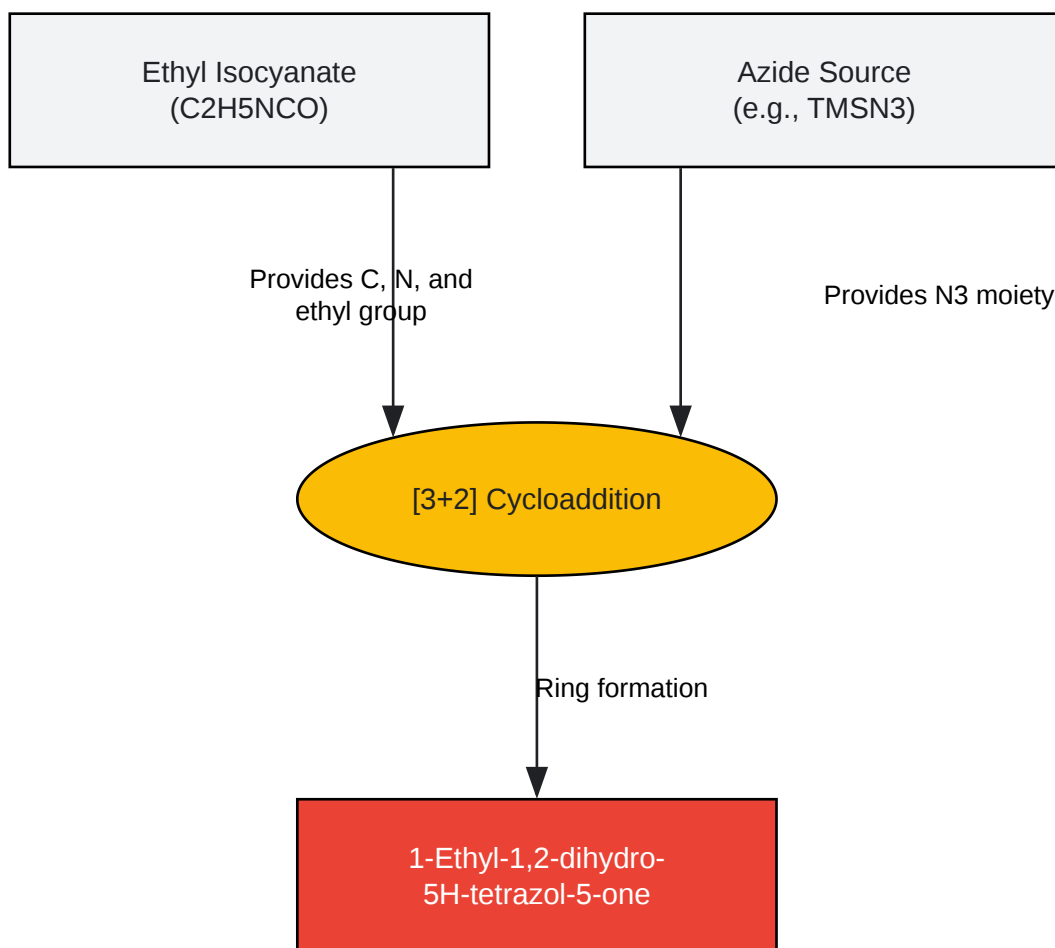 Ethyl Isocyanate
(C2H5NCO)
Azide Source
(e.g., TMSN3)
Provides C, N, and
ethyl group
Provides N3 moiety
[3+2] Cycloaddition
Ring formation
1-Ethyl-1,2-dihydro-
5H-tetrazol-5-one